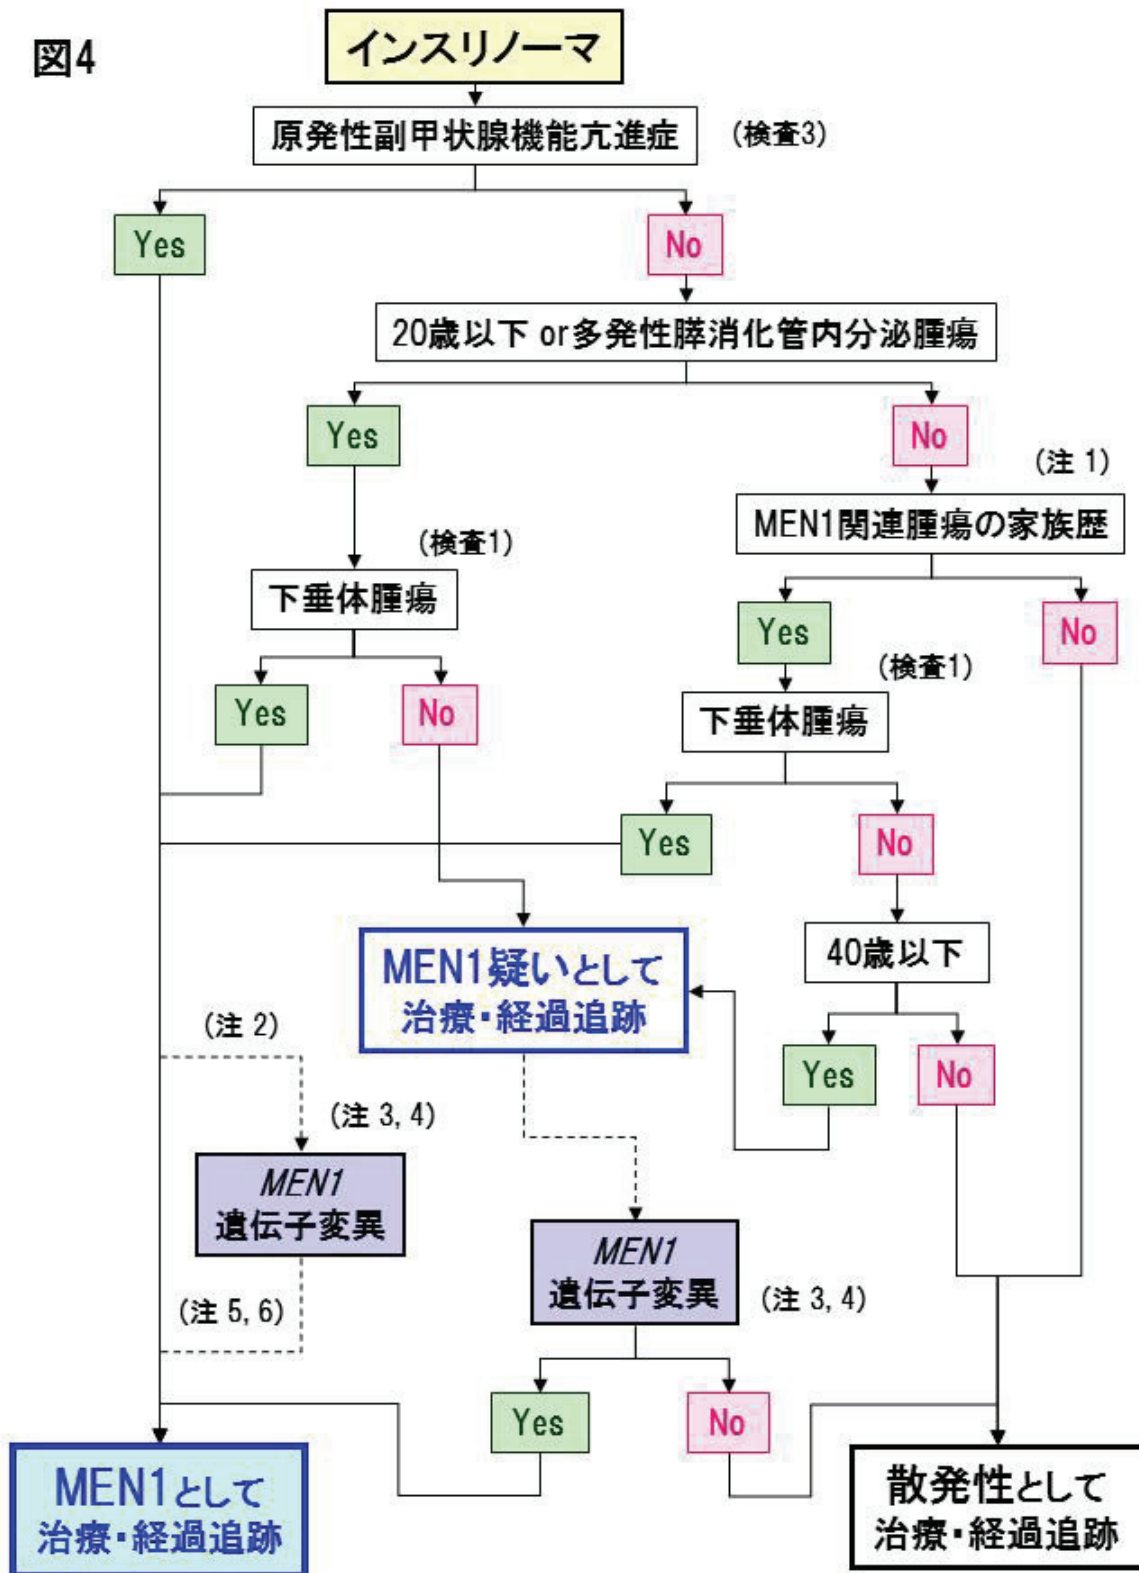 図4
インスリノーマ
原発性副甲状腺機能亢進症
(検査3)
Yes
No
20歳以下 or多発性膵消化管内分泌腫瘍
Yes
No
(注 1)
MEN1関連腫瘍の家族歴
(検査1)
下垂体腫瘍
Yes
No
(検査1)
Yes
No
下垂体腫瘍
Yes
No
40歳以下
MEN1疑いとして
治療・経過追跡
(注 2)
Yes
No
(注 3, 4)
MEN1
遺伝子変異
MEN1
遺伝子変異
(注 3, 4)
(注 5, 6)
Yes
No
MEN1として
治療・経過追跡
散発性として
治療・経過追跡